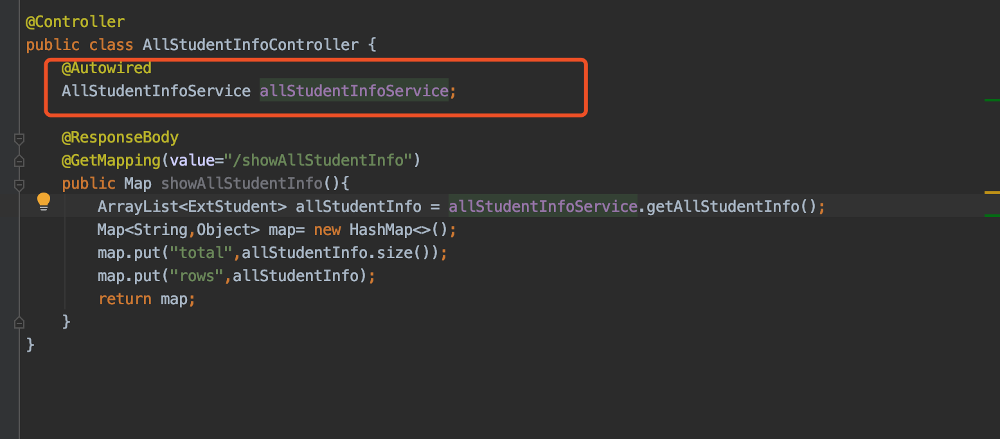 @Controller
public class AllStudentInfoController {
@Autowired
AllStudentInfoService allStudentInfoService;
@ResponseBody
@GetMapping(value="/showAllStudentInfo")
public Map showAllStudentInfo(){
ArrayList<ExtStudent> allStudentInfo = allStudentInfoService.getAllStudentInfo();
Map<String,Object> map= new HashMap<>();
map.put("total",allStudentInfo.size());
map.put("rows",allStudentInfo);
return map;
}
}